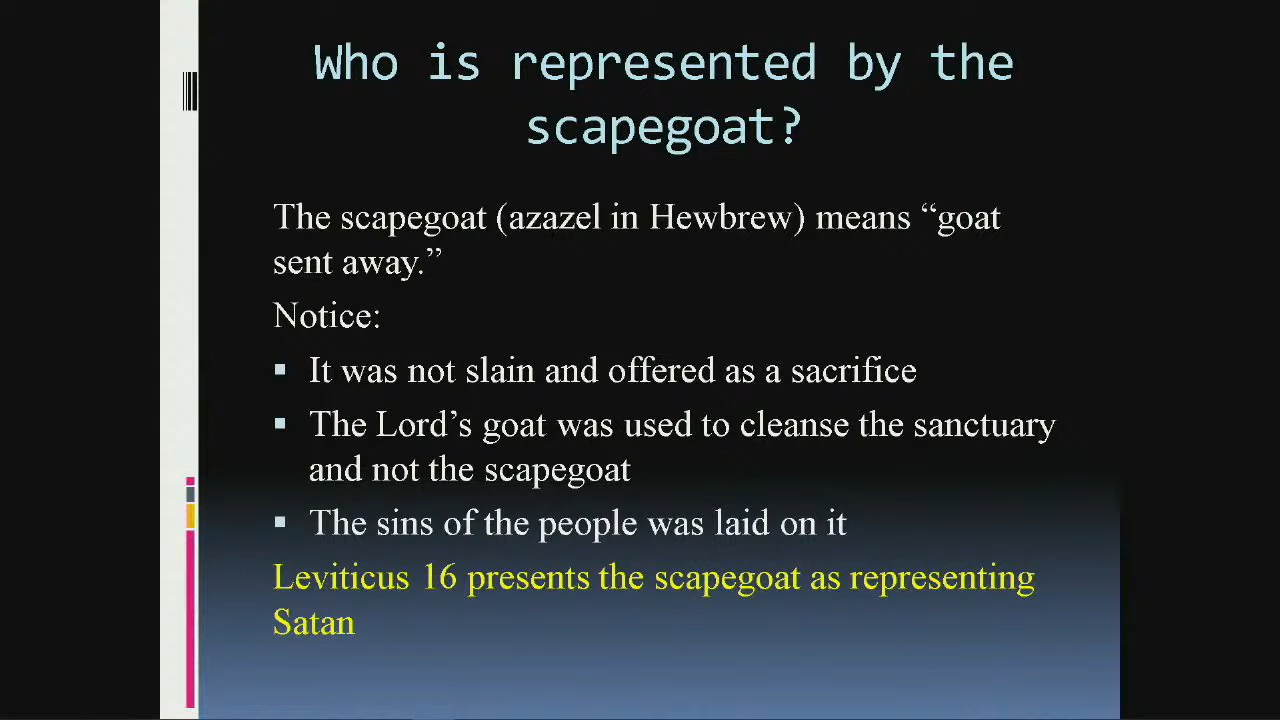 Who is represented by the
scapegoat?
The scapegoat (azazel in Hewbrew) means “goat
sent away.”
Notice:
▪ It was not slain and offered as a sacrifice
▪ The Lord’s goat was used to cleanse the sanctuary
and not the scapegoat
▪ The sins of the people was laid on it
Leviticus 16 presents the scapegoat as representing
Satan